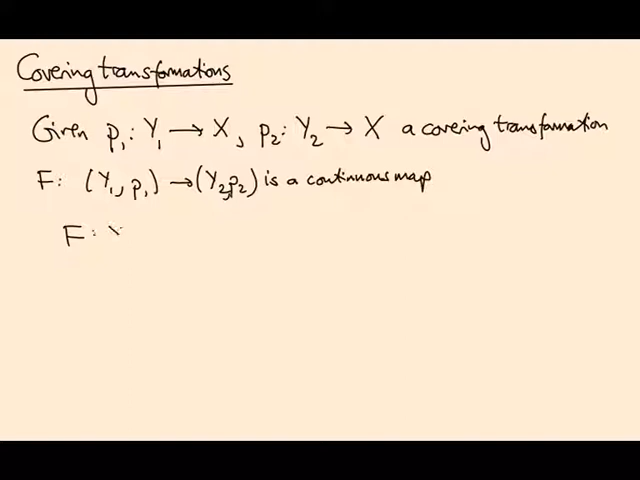 Covering transformations
Given p₁: Y₁ → X, p₂: Y₂ → X a covering transformation
F: (Y₁, p₁) → (Y₂, p₂) is a continuous map
F: